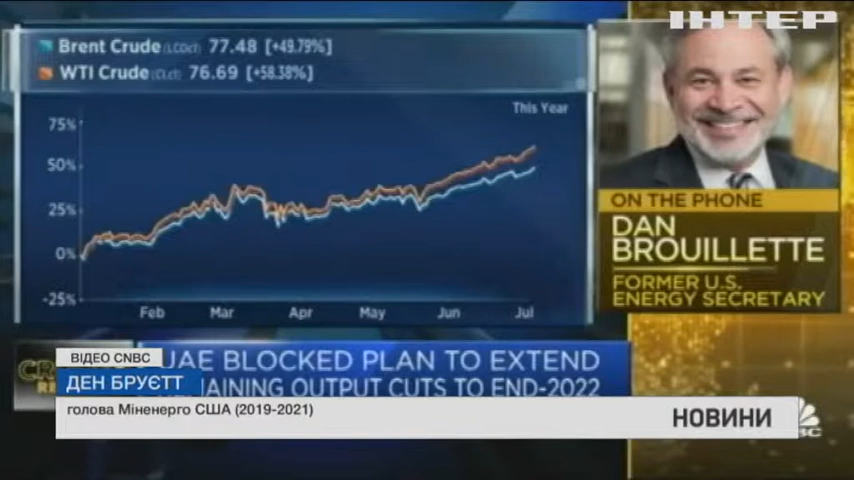 ІНТЕР
Brent Crude (LCOc1) 77.48 [+49.79%]
WTI Crude (CLc1) 76.69 [+58.38%]
This Year
75%
50%
25%
0%
-25%
Feb Mar Apr May Jun Jul
ON THE PHONE
DAN
BROUILLETTE
FORMER U.S.
ENERGY SECRETARY
UAE BLOCKED PLAN TO EXTEND
OUTPUT CUTS TO END-2022
ВІДЕО CNBC
ДЕН БРУЄТТ
голова Міненерго США (2019-2021)
НОВИНИ